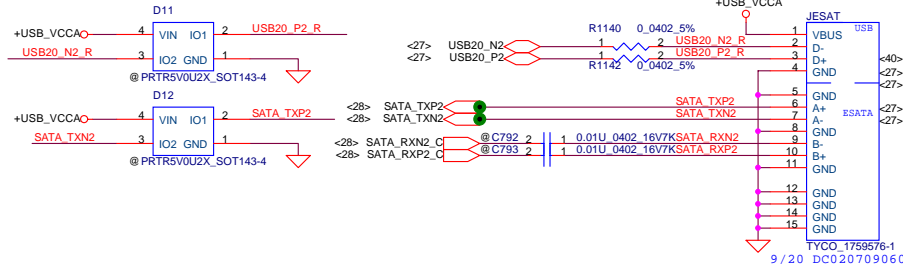 D11
+USB_VCCA
4 VIN IO1 2 USB20_P2_R
USB20_N2_R 3 IO2 GND 1
@ PRTR5V0U2X_SOT143-4
D12
+USB_VCCA
4 VIN IO1 2 SATA_TXP2
SATA_TXN2 3 IO2 GND 1
@ PRTR5V0U2X_SOT143-4
+USB_VCCA
JESAT
R1140 0_0402_5%
<27> USB20_N2 1 2 USB20_N2_R
<27> USB20_P2 1 2 USB20_P2_R
R1142 0_0402_5%
<28> SATA_TXP2 SATA_TXP2
<28> SATA_TXN2 SATA_TXN2
<28> SATA_RXN2_C @ C792 2 1 0.01U_0402_16V7K SATA_RXN2
<28> SATA_RXP2_C @ C793 2 1 0.01U_0402_16V7K SATA_RXP2
USB
1 VBUS
2 D-
3 D+
4 GND
5 GND
ESATA
6 A+
7 A-
8 GND
9 B-
10 B+
11 GND
12 GND
13 GND
14 GND
15 GND
<40>
<27>
<27>
<27>
<27>
TYCO_1759576-1
9/20 DC020709060